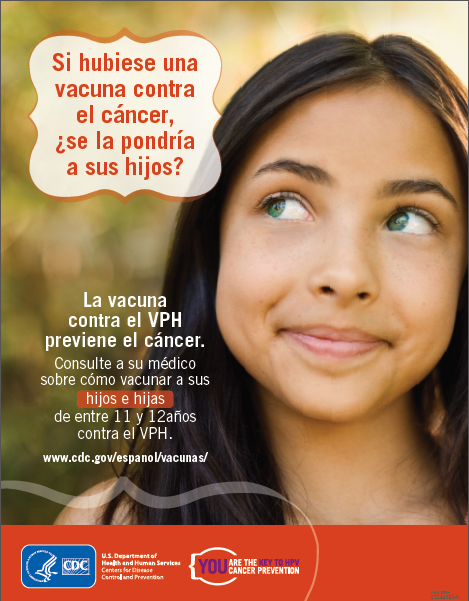 Si hubiese una
vacuna contra
el cáncer,
¿se la pondría
a sus hijos?
La vacuna
contra el VPH
previene el cáncer.
Consulte a su médico
sobre cómo vacunar a sus
hijos e hijas
de entre 11 y 12años
contra el VPH.
www.cdc.gov/espanol/vacunas/
CDC
U.S. Department of
Health and Human Services
Centers for Disease
Control and Prevention
YOU ARE THE KEY TO HPV
CANCER PREVENTION